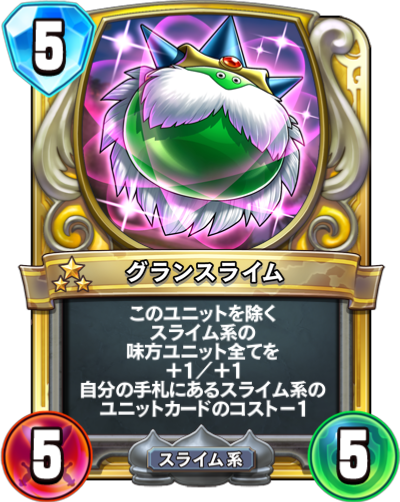 5
グランスライム
このユニットを除く
スライム系の
味方ユニット全てを
+1/+1
自分の手札にあるスライム系の
ユニットカードのコスト-1
5
スライム系
5